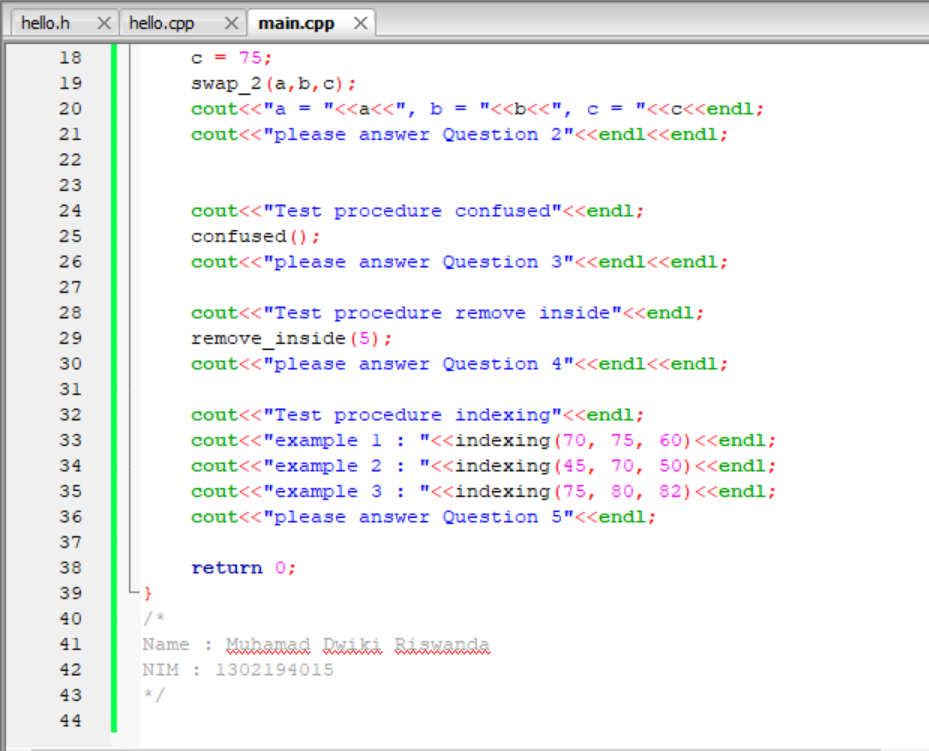 hello.h hello.cpp main.cpp
18 c = 75;
19 swap_2(a,b,c);
20 cout<<"a = "<<a<<", b = "<<b<<", c = "<<c<<endl;
21 cout<<"please answer Question 2"<<endl<<endl;
22
23
24 cout<<"Test procedure confused"<<endl;
25 confused();
26 cout<<"please answer Question 3"<<endl<<endl;
27
28 cout<<"Test procedure remove inside"<<endl;
29 remove_inside(5);
30 cout<<"please answer Question 4"<<endl<<endl;
31
32 cout<<"Test procedure indexing"<<endl;
33 cout<<"example 1 : "<<indexing(70, 75, 60)<<endl;
34 cout<<"example 2 : "<<indexing(45, 70, 50)<<endl;
35 cout<<"example 3 : "<<indexing(75, 80, 82)<<endl;
36 cout<<"please answer Question 5"<<endl;
37
38 return 0;
39 }
40 /*
41 Name : Muhamad Dwiki Riswanda
42 NIM : 1302194015
43 */
44